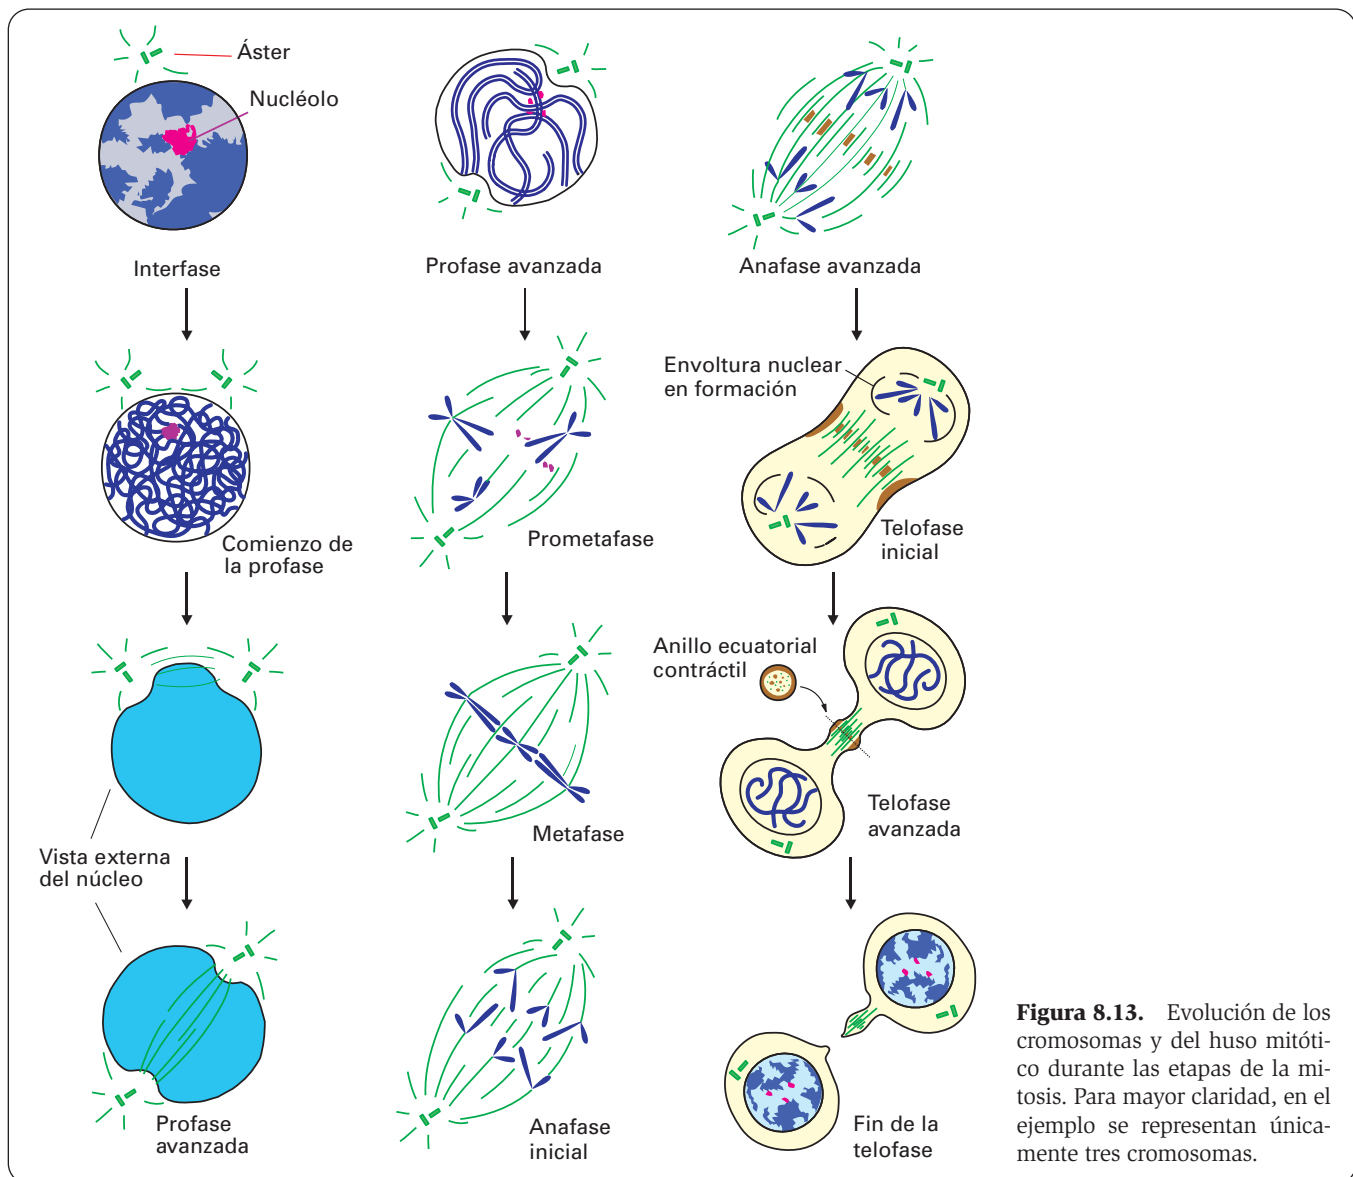 Áster
Nucléolo
Interfase
Comienzo de
la profase
Vista externa
del núcleo
Profase
avanzada
Profase avanzada
Prometafase
Metafase
Anafase
inicial
Anafase avanzada
Envoltura nuclear
en formación
Telofase
inicial
Anillo ecuatorial
contráctil
Telofase
avanzada
Fin de la
telofase
Figura 8.13. Evolución de los
cromosomas y del huso mitóti-
co durante las etapas de la mi-
tosis. Para mayor claridad, en el
ejemplo se representan única-
mente tres cromosomas.